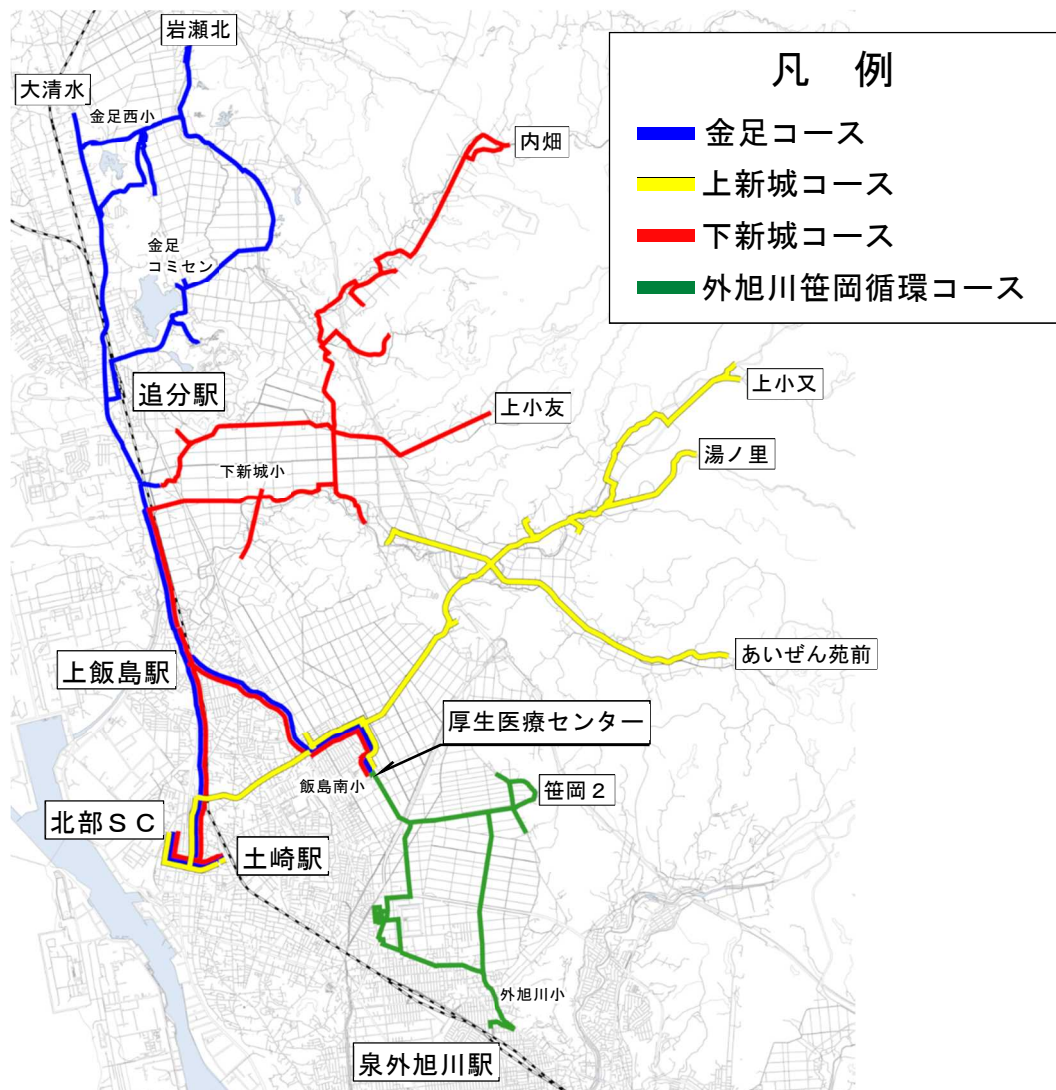 岩瀬北
大清水
金足西小
内畑
金足
コミセン
追分駅
上小友
下新城小
上小又
湯ノ里
あいぜん苑前
上飯島駅
厚生医療センター
飯島南小
笹岡２
北部ＳＣ
土崎駅
外旭川小
泉外旭川駅
凡　例
金足コース
上新城コース
下新城コース
外旭川笹岡循環コース